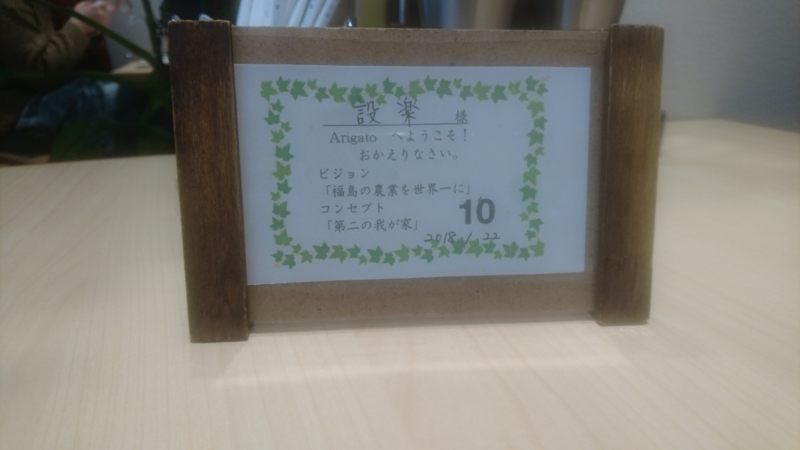 設楽 様
Arigato へようこそ!
おかえりなさい。
ビジョン
「福島の農業を世界一に」
コンセプト
「第二の我が家」
10
2018.1.22